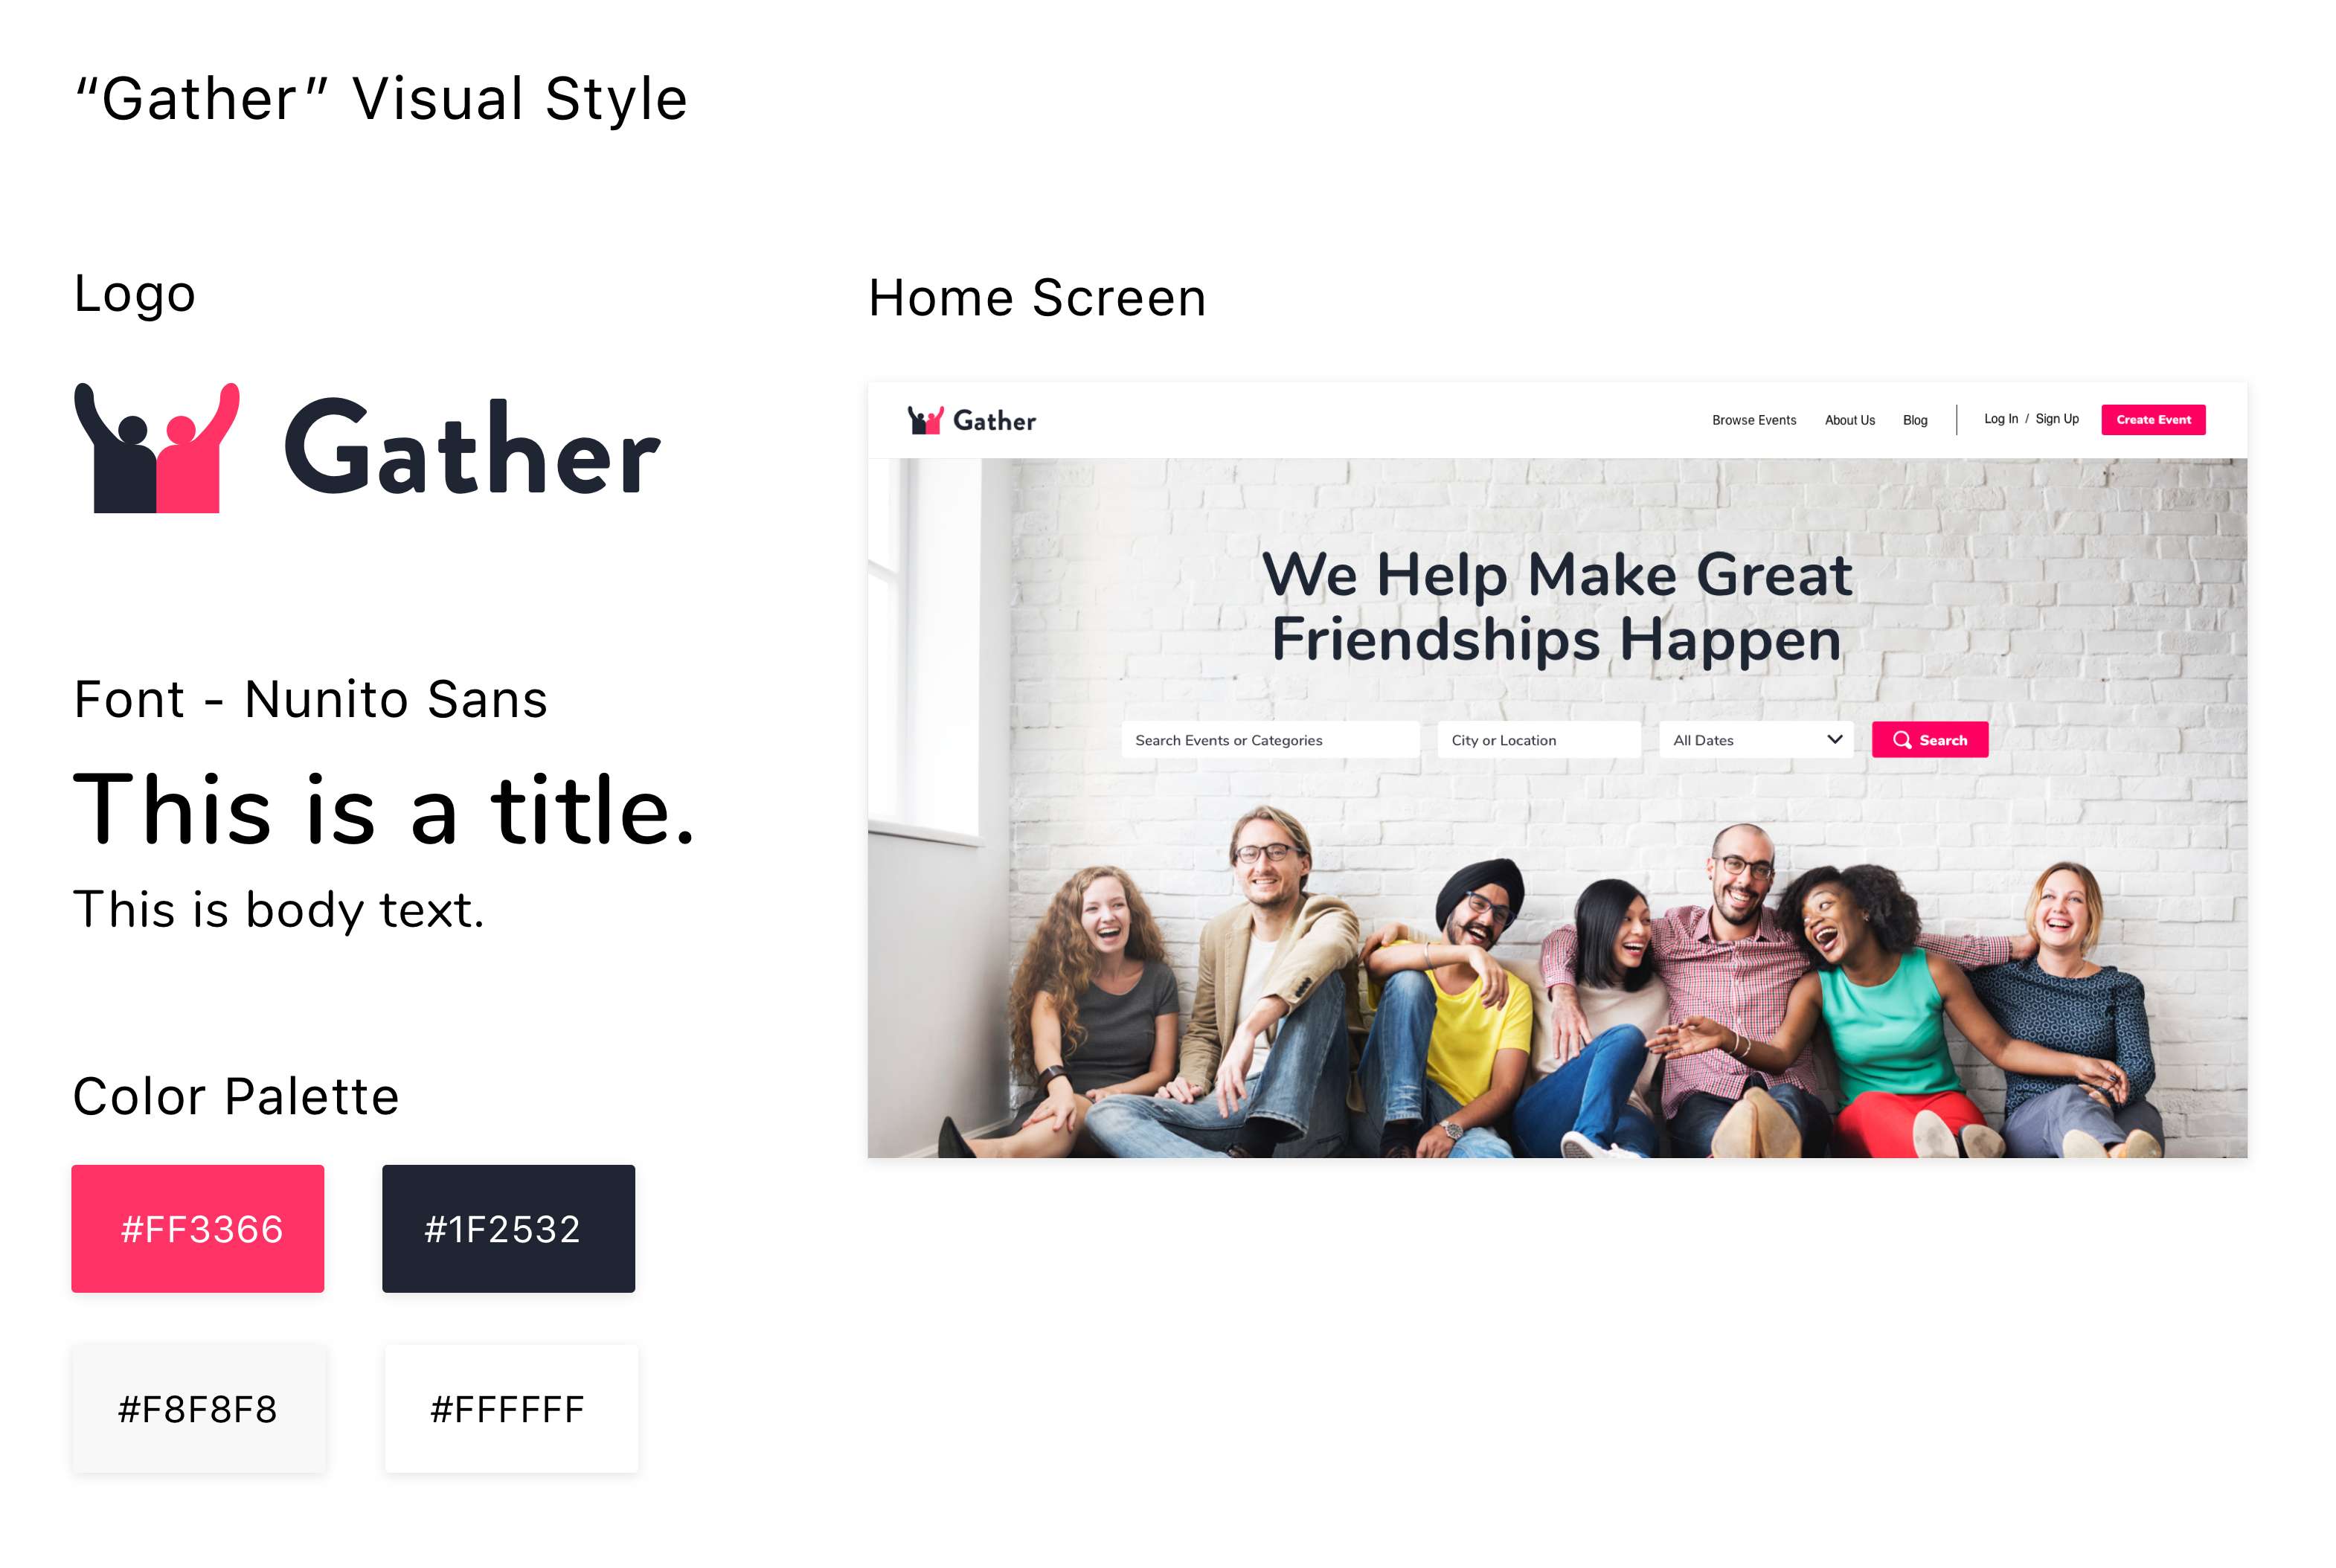 “Gather” Visual Style
Logo
Gather
Font - Nunito Sans
This is a title.
This is body text.
Color Palette
#FF3366
#1F2532
#F8F8F8
#FFFFFF
Home Screen
Gather
Browse Events
About Us
Blog
Log In / Sign Up
Create Event
We Help Make Great
Friendships Happen
Search Events or Categories
City or Location
All Dates
Search